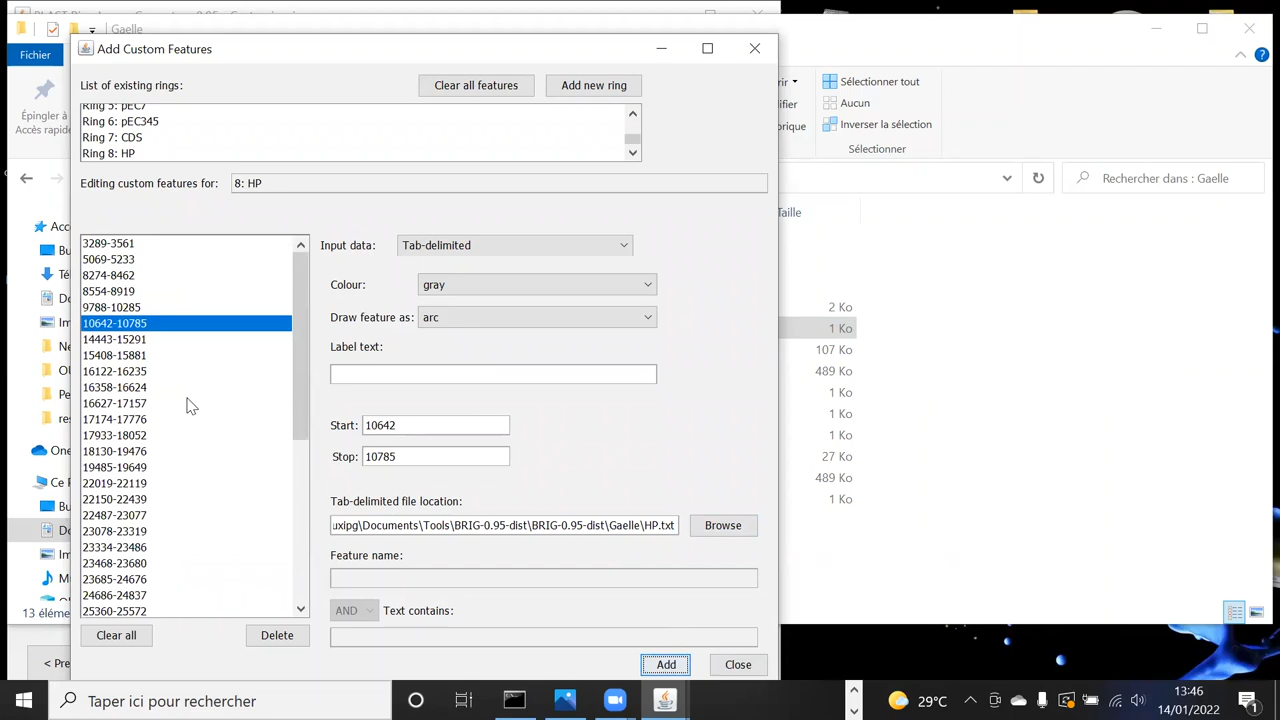 Gaelle
Fichier
Add Custom Features
List of existing rings:
Clear all features
Add new ring
Ring 5: pEC7
Ring 6: pEC345
Ring 7: CDS
Ring 8: HP
Editing custom features for:
8: HP
3289-3561
5069-5233
8274-8462
8554-8919
9788-10285
10642-10785
14443-15291
15408-15881
16122-16235
16358-16624
16627-17157
17174-17776
17933-18052
18130-19476
19485-19649
22019-22119
22150-22439
22487-23077
23078-23319
23334-23486
23468-23680
23685-24676
24686-24837
25360-25572
Clear all
Delete
Input data:
Tab-delimited
Colour:
gray
Draw feature as:
arc
Label text:
Start:
10642
Stop:
10785
Tab-delimited file location:
uxipg\Documents\Tools\BRIG-0.95-dist\BRIG-0.95-dist\Gaelle\HP.txt
Browse
Feature name:
AND
Text contains:
Add
Close
Épingler à
Accès rapide
Sélectionner tout
Aucun
Inverser la sélection
Sélectionner
Rechercher dans : Gaelle
Taille
2 Ko
1 Ko
107 Ko
489 Ko
1 Ko
1 Ko
1 Ko
27 Ko
489 Ko
1 Ko
13 éléme
< Pre
Taper ici pour rechercher
29°C
13:46
14/01/2022
1